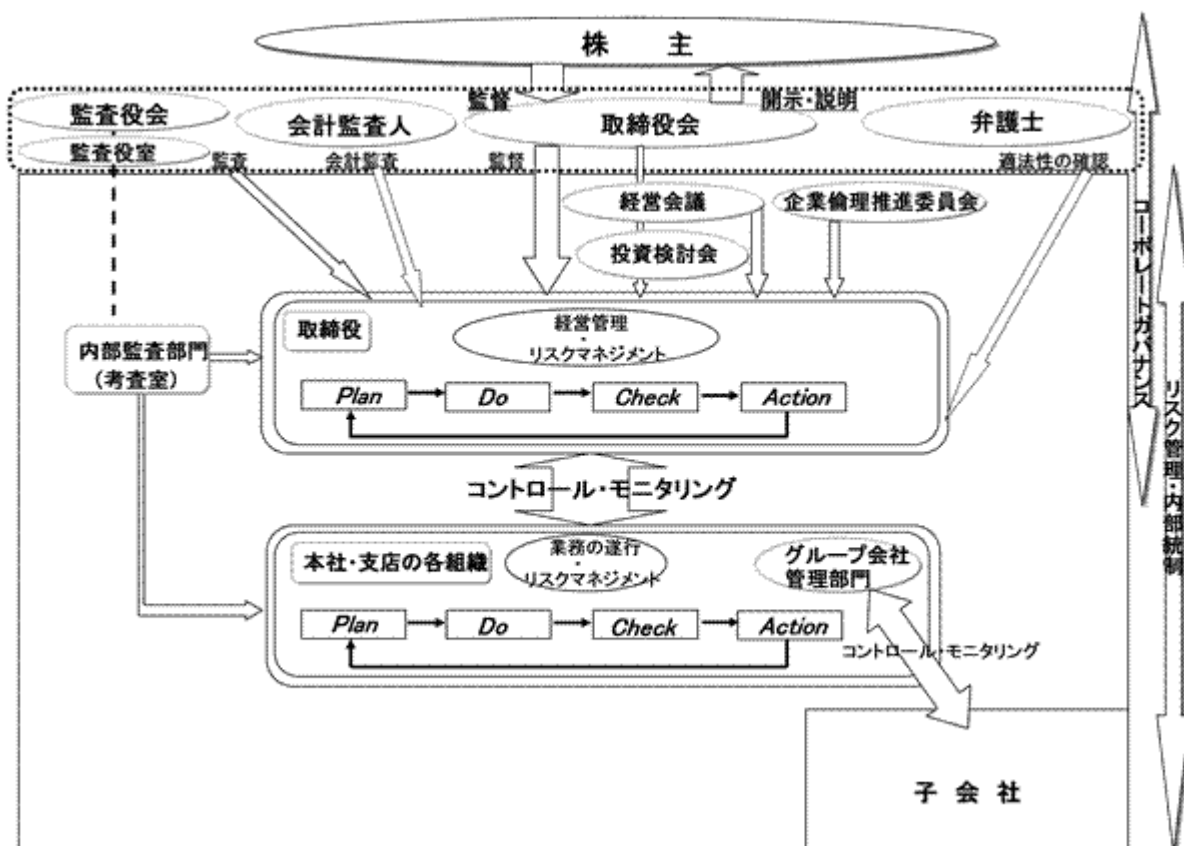 株 主
監督
開示・説明
監査役会
会計監査人
取締役会
弁護士
監査役室
監査
会計監査
監督
適法性の確認
経営会議
企業倫理推進委員会
投資検討会
コーポレートガバナンス
リスク管理・内部統制
取締役
経営管理
・
リスクマネジメント
内部監査部門
(考査室)
Plan
Do
Check
Action
コントロール・モニタリング
本社・支店の各組織
業務の遂行
・
リスクマネジメント
グループ会社
管理部門
Plan
Do
Check
Action
コントロール・モニタリング
子 会 社